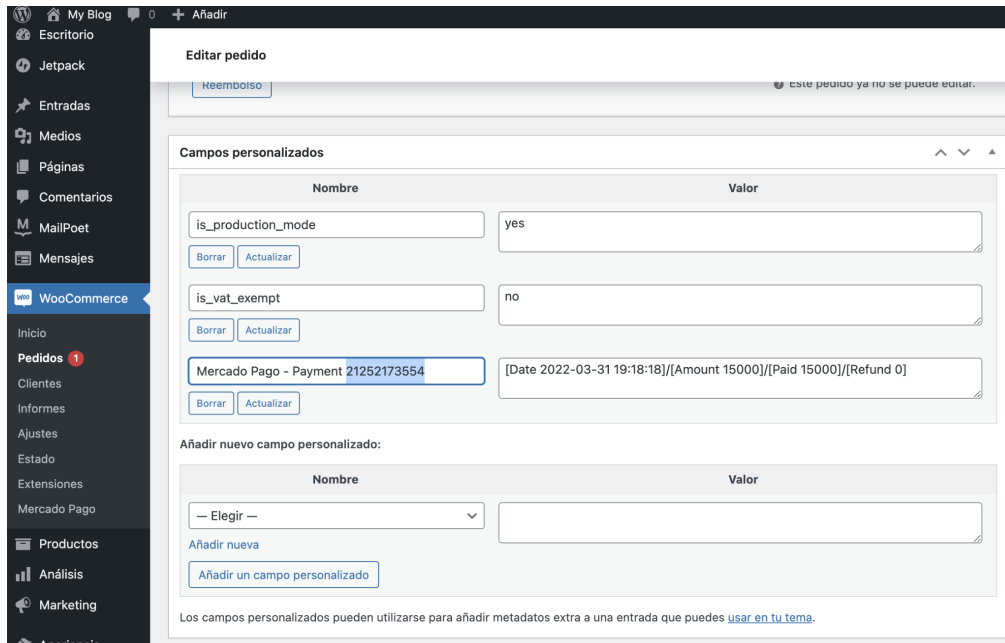 My Blog 0 + Añadir
Escritorio
Jetpack
Entradas
Medios
Páginas
Comentarios
MailPoet
Mensajes
WooCommerce
Inicio
Pedidos 1
Clientes
Informes
Ajustes
Estado
Extensiones
Mercado Pago
Productos
Análisis
Marketing
Apariencia
Editar pedido
Reembolso
Este pedido ya no se puede editar.
Campos personalizados
Nombre Valor
is_production_mode yes
Borrar Actualizar
is_vat_exempt no
Borrar Actualizar
Mercado Pago - Payment 21252173554 [Date 2022-03-31 19:18:18]/[Amount 15000]/[Paid 15000]/[Refund 0]
Borrar Actualizar
Añadir nuevo campo personalizado:
Nombre Valor
— Elegir —
Añadir nueva
Añadir un campo personalizado
Los campos personalizados pueden utilizarse para añadir metadatos extra a una entrada que puedes usar en tu tema.